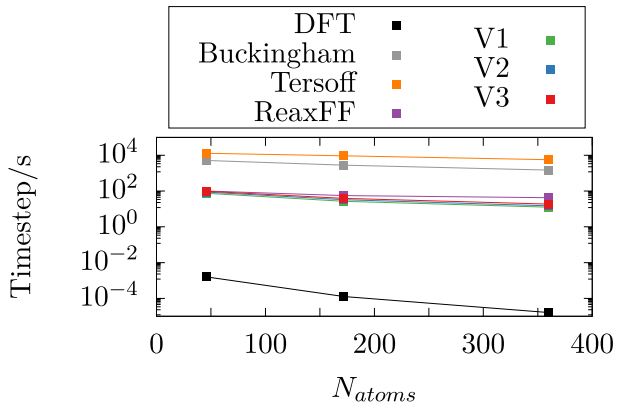 DFT
Buckingham
Tersoff
ReaxFF
V1
V2
V3
Timestep/s
10^4
10^2
10^0
10^-2
10^-4
0 100 200 300 400
N_atoms